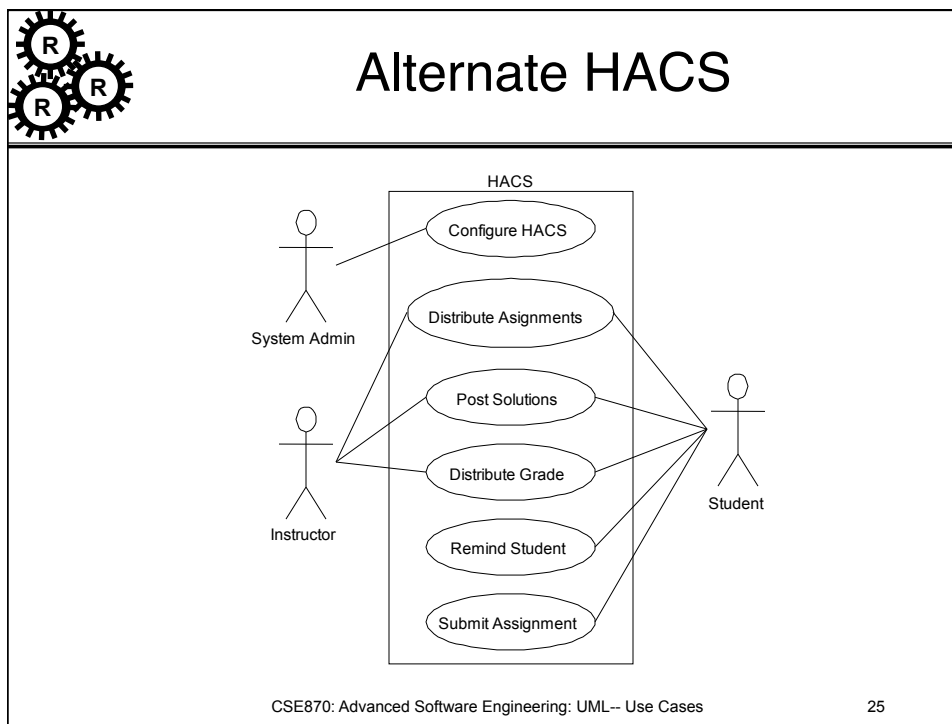 R
R
R
Alternate HACS
HACS
Configure HACS
System Admin
Distribute Asignments
Post Solutions
Distribute Grade
Instructor
Student
Remind Student
Submit Assignment
CSE870: Advanced Software Engineering: UML-- Use Cases
25